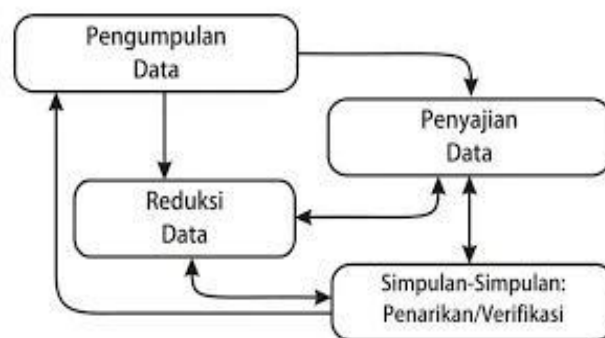 Pengumpulan
Data
Penyajian
Data
Reduksi
Data
Simpulan-Simpulan:
Penarikan/Verifikasi